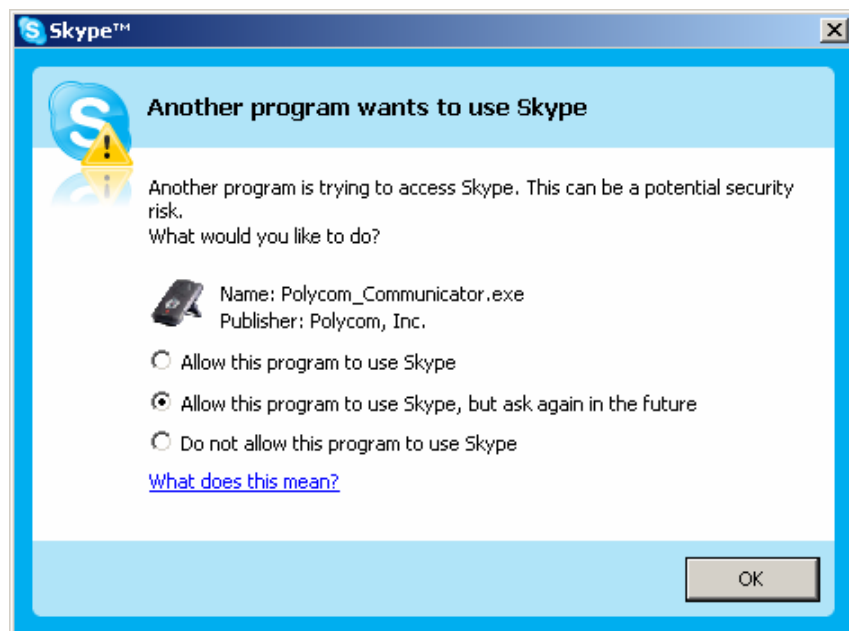 Skype™
Another program wants to use Skype
Another program is trying to access Skype. This can be a potential security
risk.
What would you like to do?
Name: Polycom_Communicator.exe
Publisher: Polycom, Inc.
Allow this program to use Skype
Allow this program to use Skype, but ask again in the future
Do not allow this program to use Skype
What does this mean?
OK